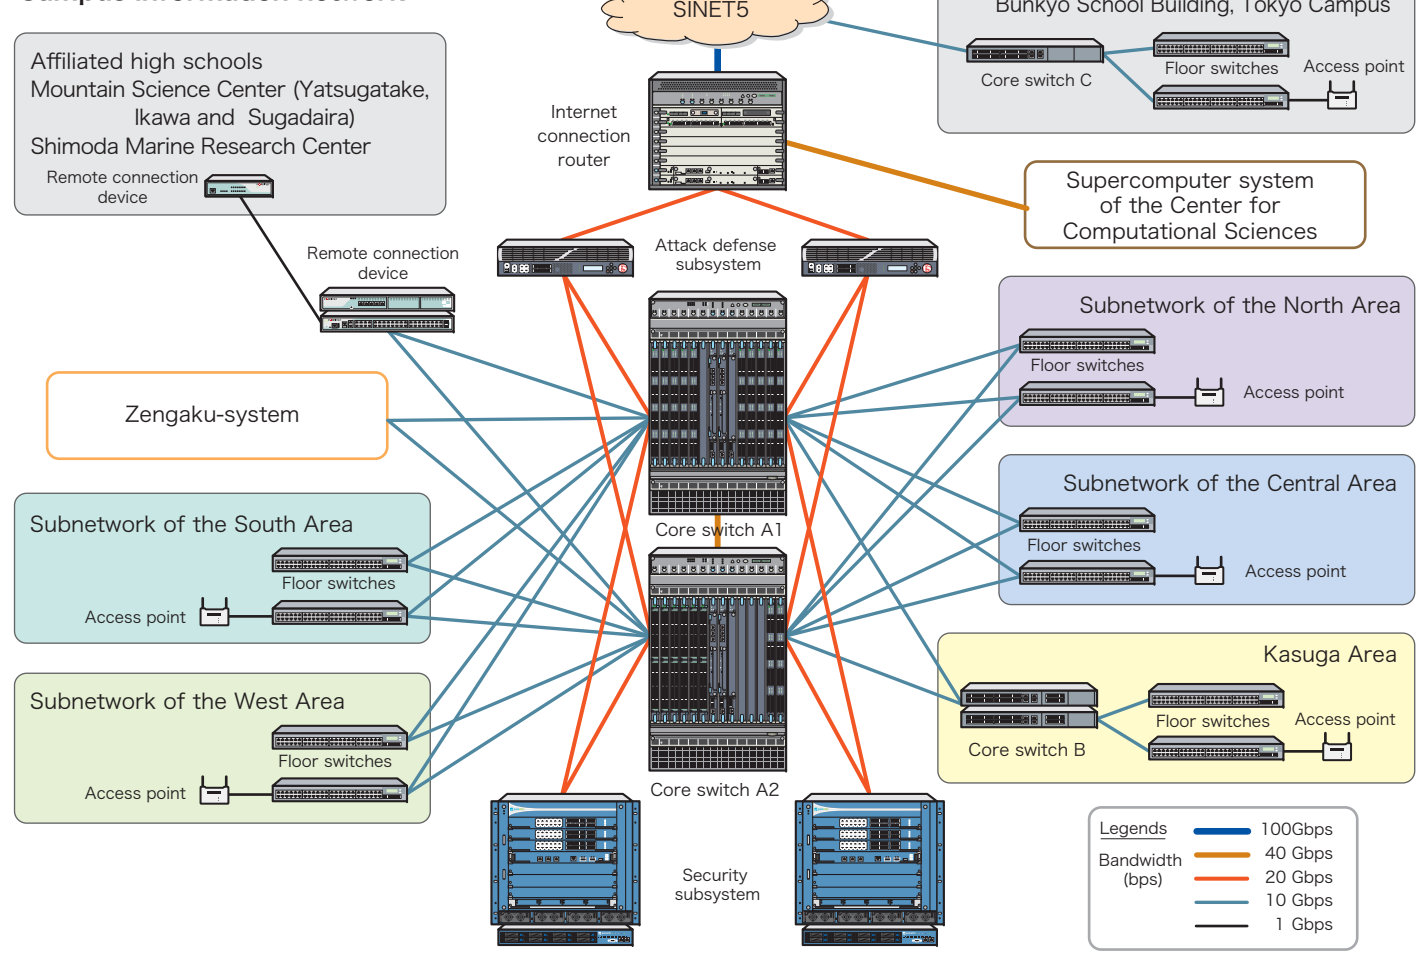 Campus Information Network
SINET5
Bunkyo School Building, Tokyo Campus
Core switch C
Floor switches
Access point
Affiliated high schools
Mountain Science Center (Yatsugatake,
Ikawa and Sugadaira)
Shimoda Marine Research Center
Remote connection
device
Internet
connection
router
Supercomputer system
of the Center for
Computational Sciences
Remote connection
device
Attack defense
subsystem
Subnetwork of the North Area
Floor switches
Access point
Zengaku-system
Core switch A1
Subnetwork of the Central Area
Floor switches
Access point
Subnetwork of the South Area
Floor switches
Access point
Kasuga Area
Core switch B
Floor switches
Access point
Subnetwork of the West Area
Floor switches
Access point
Core switch A2
Security
subsystem
Legends
Bandwidth
(bps)
100Gbps
40 Gbps
20 Gbps
10 Gbps
1 Gbps